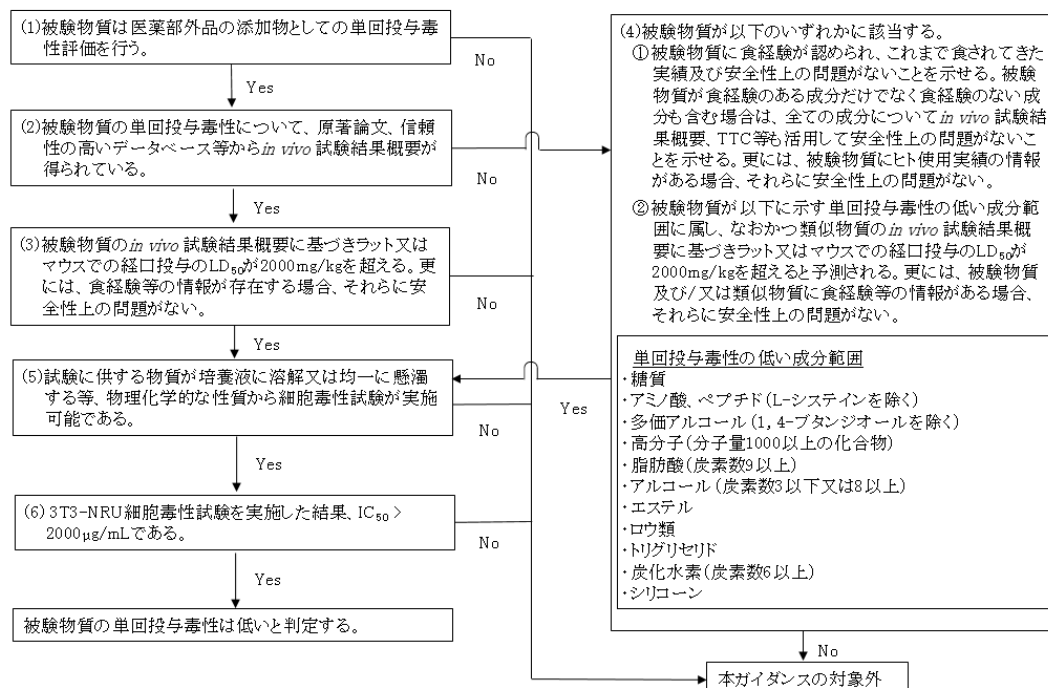 (1)被験物質は医薬部外品の添加物としての単回投与毒
性評価を行う。
No
Yes
(2)被験物質の単回投与毒性について、原著論文、信頼
性の高いデータベース等からin vivo 試験結果概要が
得られている。
No
Yes
(3)被験物質のin vivo 試験結果概要に基づきラット又は
マウスでの経口投与のLD50が2000mg/kgを超える。更
には、食経験等の情報が存在する場合、それらに安
全性上の問題がない。
No
Yes
(5)試験に供する物質が培養液に溶解又は均一に懸濁
する等、物理化学的な性質から細胞毒性試験が実施
可能である。
No
Yes
(6)3T3-NRU細胞毒性試験を実施した結果、IC50 >
2000μg/mLである。
No
Yes
被験物質の単回投与毒性は低いと判定する。
(4)被験物質が以下のいずれかに該当する。
①被験物質に食経験が認められ、これまで食されてきた
実績及び安全性上の問題がないことを示せる。被験
物質が食経験のある成分だけでなく食経験のない成
分も含む場合は、全ての成分についてin vivo 試験結
果概要、TTC等も活用して安全性上の問題がないこ
とを示せる。更には、被験物質にヒト使用実績の情報
がある場合、それらに安全性上の問題がない。
②被験物質が以下に示す単回投与毒性の低い成分範
囲に属し、なおかつ類似物質のin vivo 試験結果概
要に基づきラット又はマウスでの経口投与のLD50が
2000mg/kgを超えると予測される。更には、被験物質
及び/又は類似物質に食経験等の情報がある場合、
それらに安全性上の問題がない。
単回投与毒性の低い成分範囲
・糖質
・アミノ酸、ペプチド(L-システインを除く)
・多価アルコール(1,4-ブタンジオールを除く)
・高分子(分子量1000以上の化合物)
・脂肪酸(炭素数9以上)
・アルコール(炭素数3以下又は8以上)
・エステル
・ロウ類
・トリグリセリド
・炭化水素(炭素数6以上)
・シリコーン
Yes
No
本ガイダンスの対象外